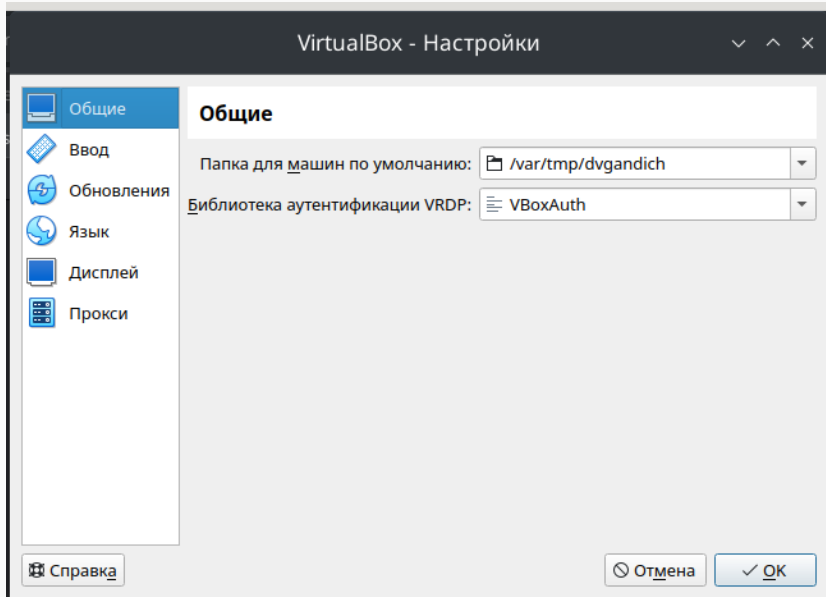 VirtualBox - Настройки
Общие
Ввод
Обновления
Язык
Дисплей
Прокси
Общие
Папка для машин по умолчанию: /var/tmp/dvgandich
Библиотека аутентификации VRDP: VBoxAuth
Справка
Отмена
OK